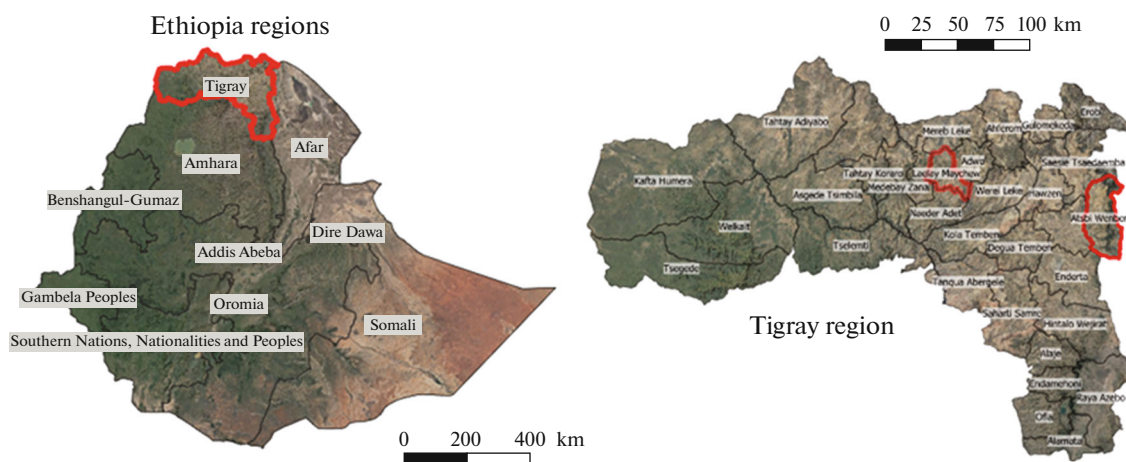 Ethiopia regions
Tigray
Afar
Amhara
Benshangul-Gumaz
Dire Dawa
Addis Abeba
Gambela Peoples
Oromia
Somali
Southern Nations, Nationalities and Peoples
0 200 400 km
0 25 50 75 100 km
Erob
Tahtay Adiyabo
Mereb Leke
Ahferom
Gulomekeda
Adwa
Saesie Tsaedaemba
Kafta Humera
Tahtay Koraro
Laelay Maychew
Asgede Tsimbila
Medebay Zana
Werei Leke
Hawzen
Atsbi Wenber
Naeder Adet
Welkait
Kola Temben
Tselemti
Degua Temben
Tsegede
Enderta
Tanqua Abergele
Tigray region
Saharti Samre
Hintalo Wejirat
Alaje
Endamehoni
Raya Azebo
Ofla
Alamata